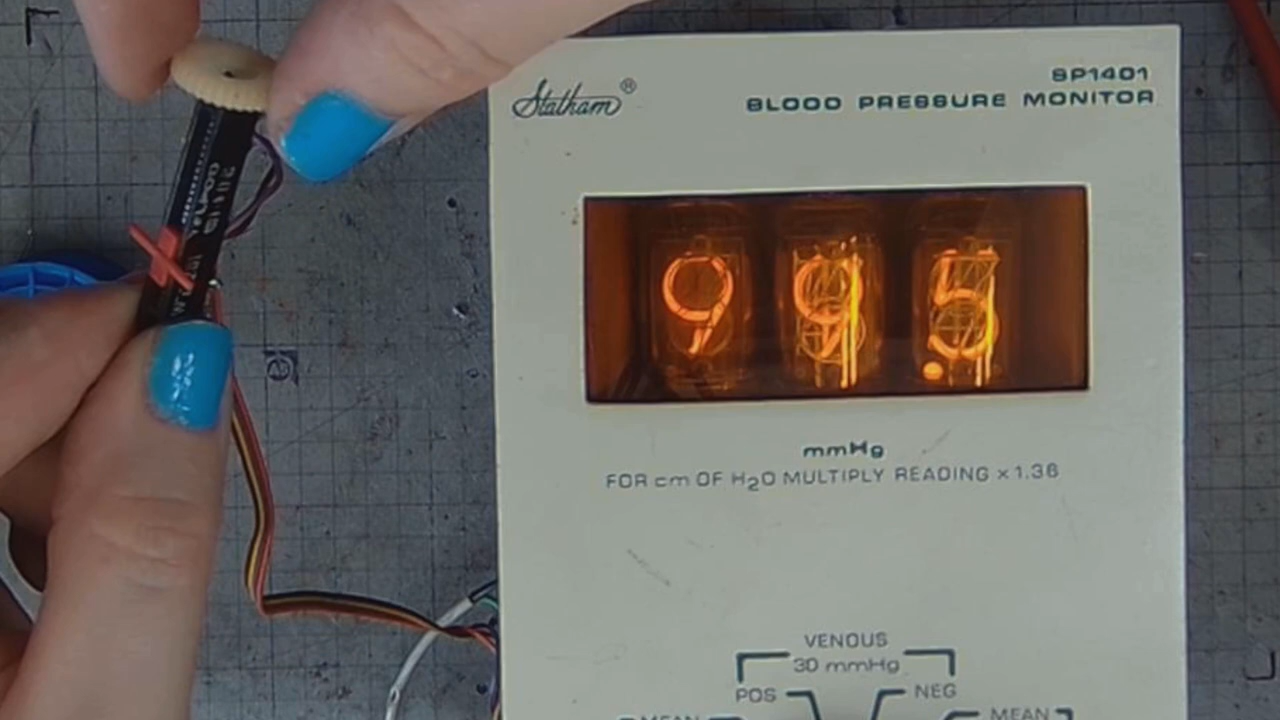 Statham®
SP1401
BLOOD PRESSURE MONITOR
99.5
mmHg
FOR cm OF H2O MULTIPLY READING x 1.36
VENOUS
30 mmHg
POS
NEG
MEAN
MEAN